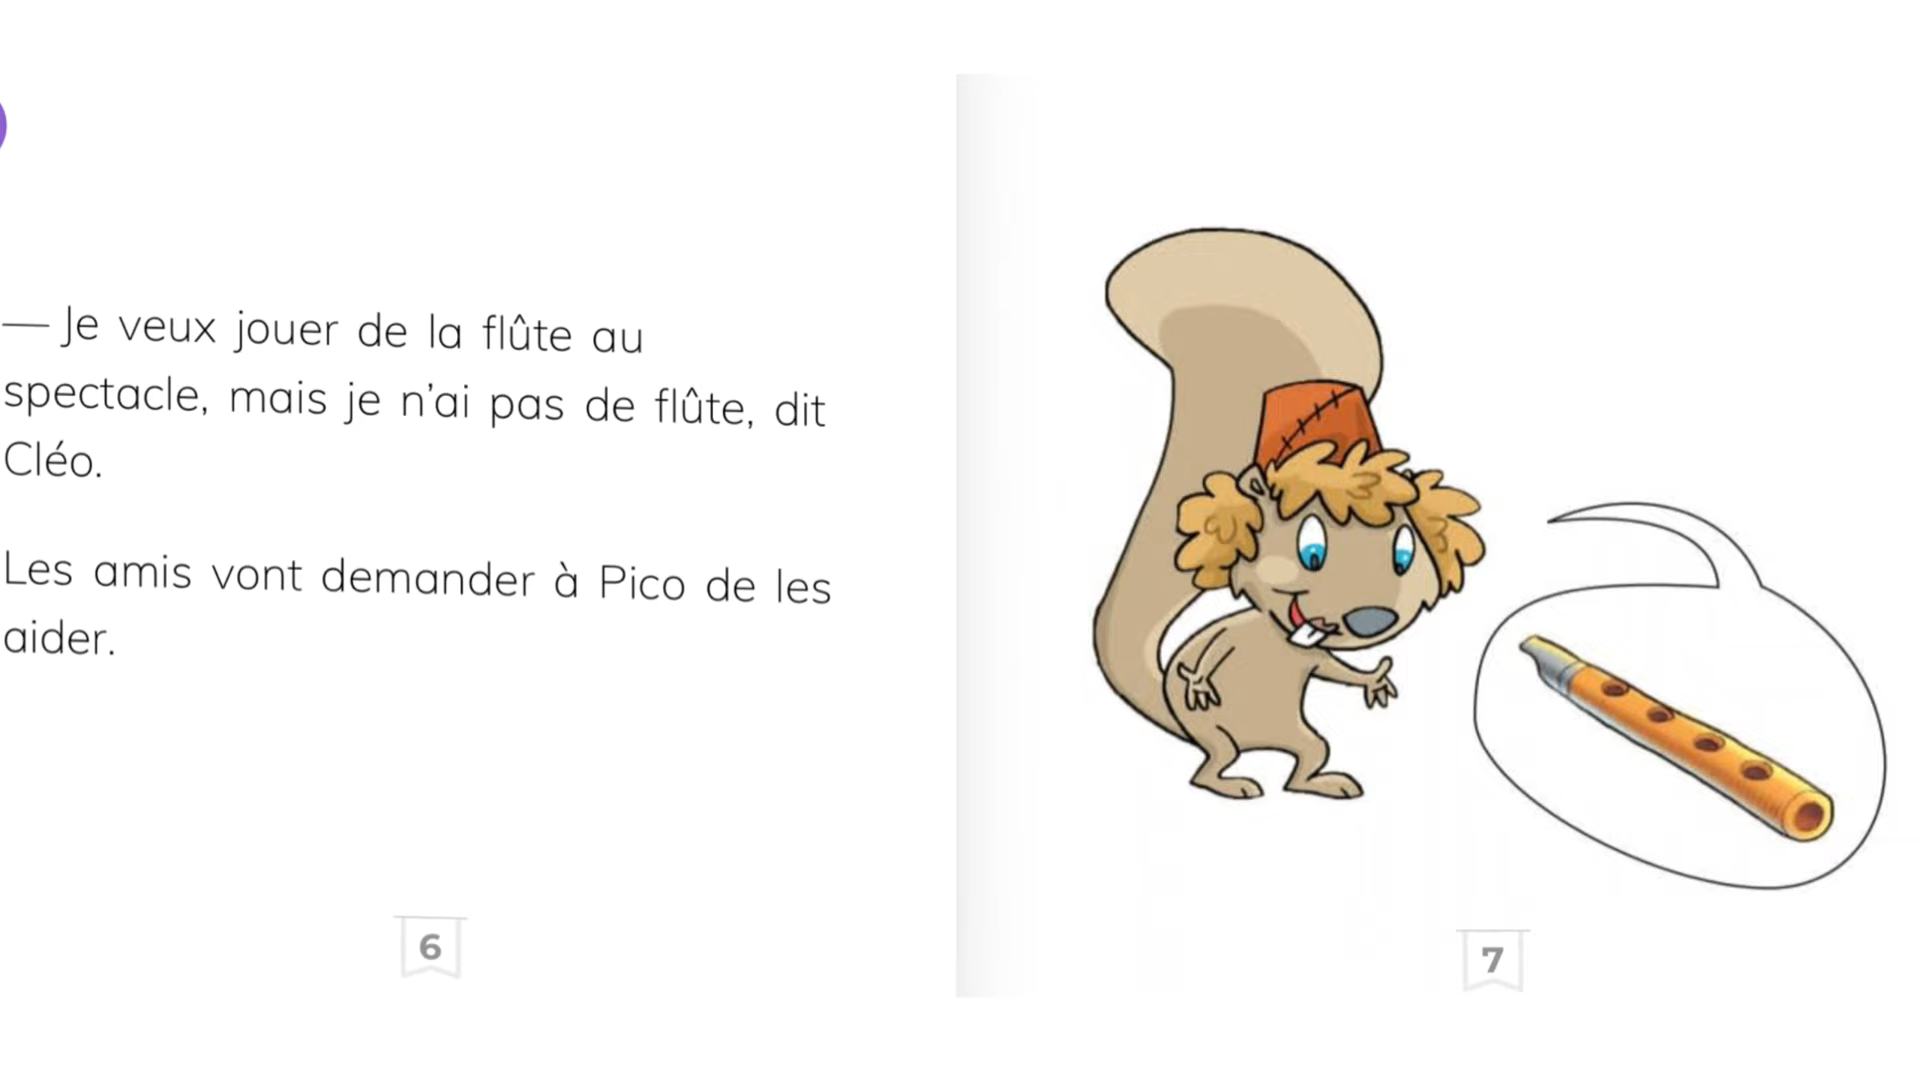 — Je veux jouer de la flûte au
spectacle, mais je n'ai pas de flûte, dit
Cléo.
Les amis vont demander à Pico de les
aider.
6
7